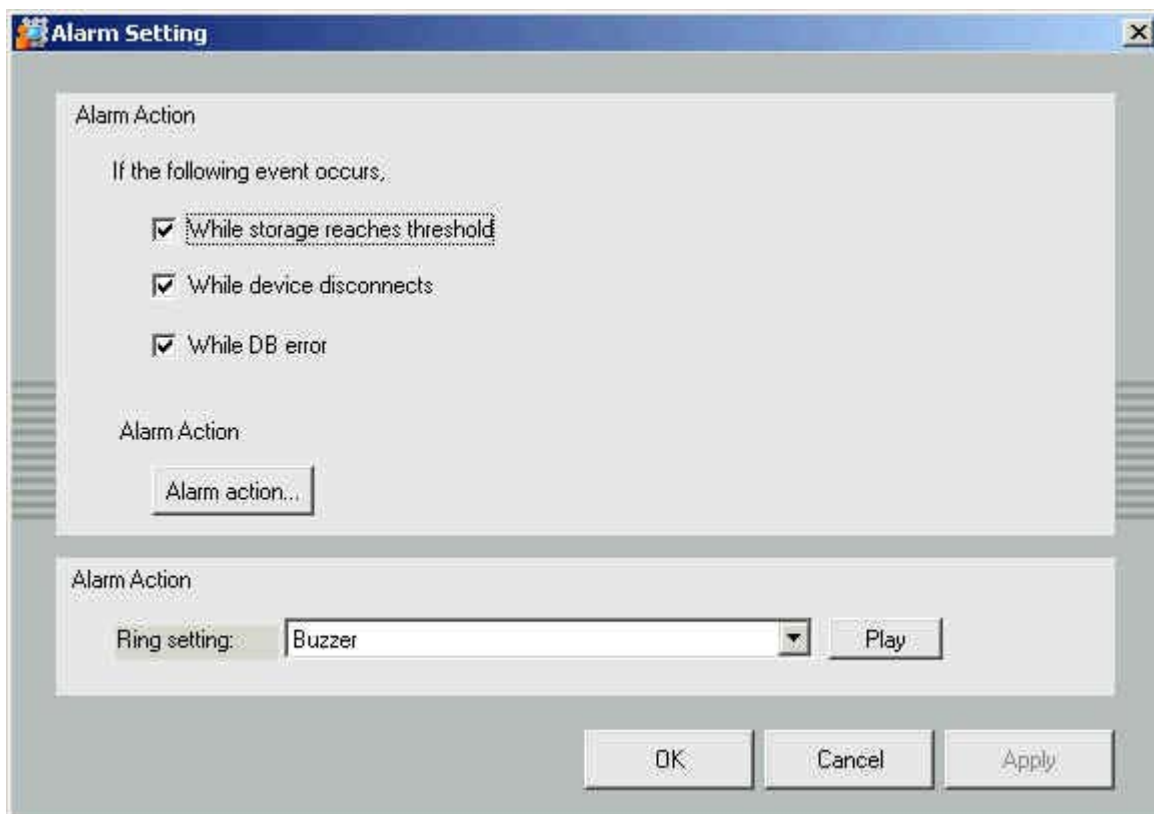 Alarm Setting
Alarm Action
If the following event occurs,
While storage reaches threshold
While device disconnects
While DB error
Alarm Action
Alarm action...
Alarm Action
Ring setting: Buzzer Play
OK Cancel Apply